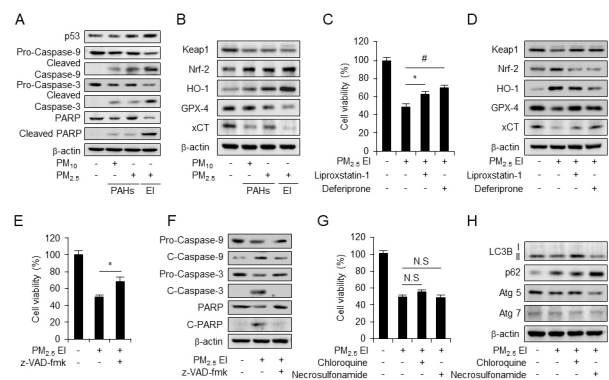 A
p53
Pro-Caspase-9
Cleaved
Caspase-9
Pro-Caspase-3
Cleaved
Caspase-3
PARP
Cleaved PARP
β-actin
PM10 - + - -
PM2.5 - - + +
PAHs EI
B
Keap1
Nrf-2
HO-1
GPX-4
xCT
β-actin
PM10 - + - -
PM2.5 - - + +
PAHs EI
C
Cell viability (%)
120
100
80
60
40
20
0
#
*
PM2.5 EI - + + +
Liproxstatin-1 - - + -
Deferiprone - - - +
D
Keap1
Nrf-2
HO-1
GPX-4
xCT
β-actin
PM2.5 EI - + + +
Liproxstatin-1 - - + -
Deferiprone - - - +
E
Cell viability (%)
120
100
80
60
40
20
0
*
PM2.5 EI - + +
z-VAD-fmk - - +
F
Pro-Caspase-9
C-Caspase-9
Pro-Caspase-3
C-Caspase-3
PARP
C-PARP
β-actin
PM2.5 EI - + +
z-VAD-fmk - - +
G
Cell viability (%)
120
100
80
60
40
20
0
N.S
N.S
PM2.5 EI - + + +
Chloroquine - - + -
Necrosulfonamide - - - +
H
LC3B I
II
p62
Atg 5
Atg 7
β-actin
PM2.5 EI - + + +
Chloroquine - - + -
Necrosulfonamide - - - +